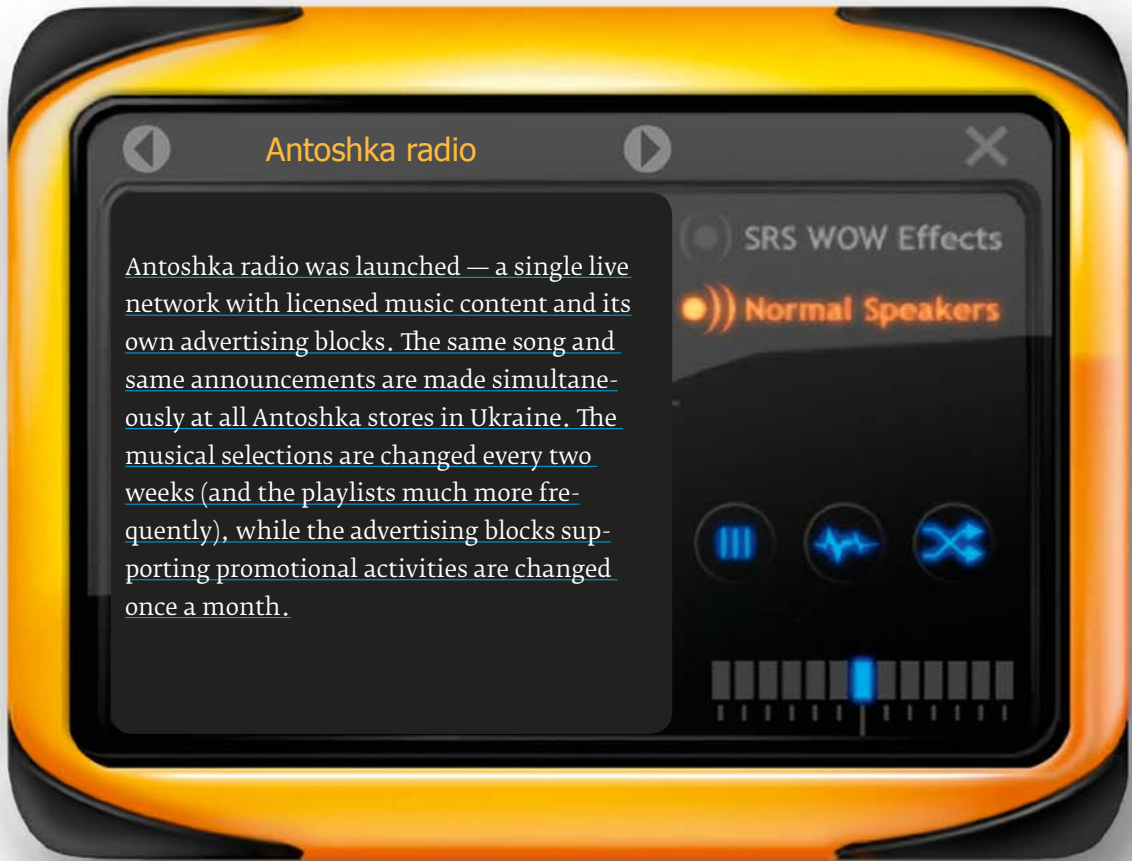 Antoshka radio
SRS WOW Effects
Normal Speakers
Antoshka radio was launched — a single live
network with licensed music content and its
own advertising blocks. The same song and
same announcements are made simultane-
ously at all Antoshka stores in Ukraine. The
musical selections are changed every two
weeks (and the playlists much more fre-
quently), while the advertising blocks sup-
porting promotional activities are changed
once a month.